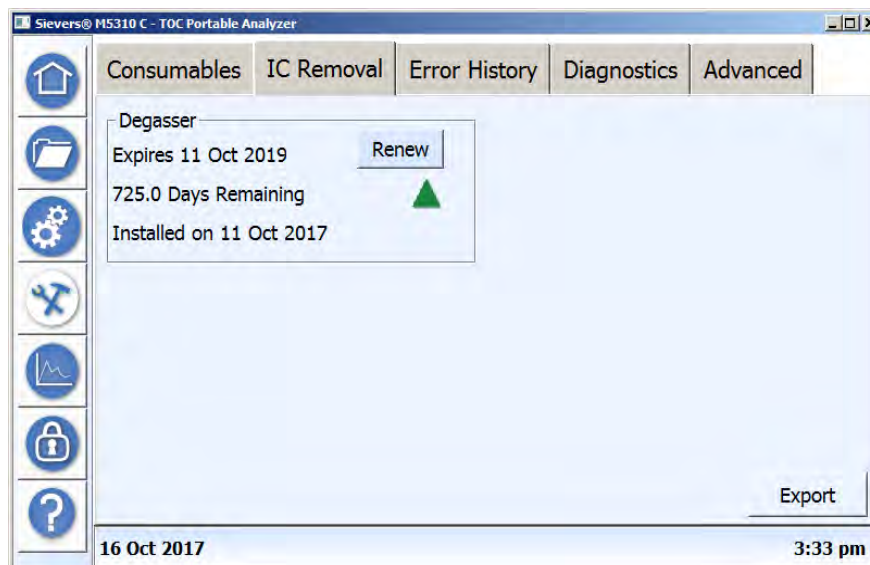 Sievers® M5310 C - TOC Portable Analyzer
Consumables IC Removal Error History Diagnostics Advanced
Degasser
Expires 11 Oct 2019 Renew
725.0 Days Remaining
Installed on 11 Oct 2017
Export
16 Oct 2017 3:33 pm